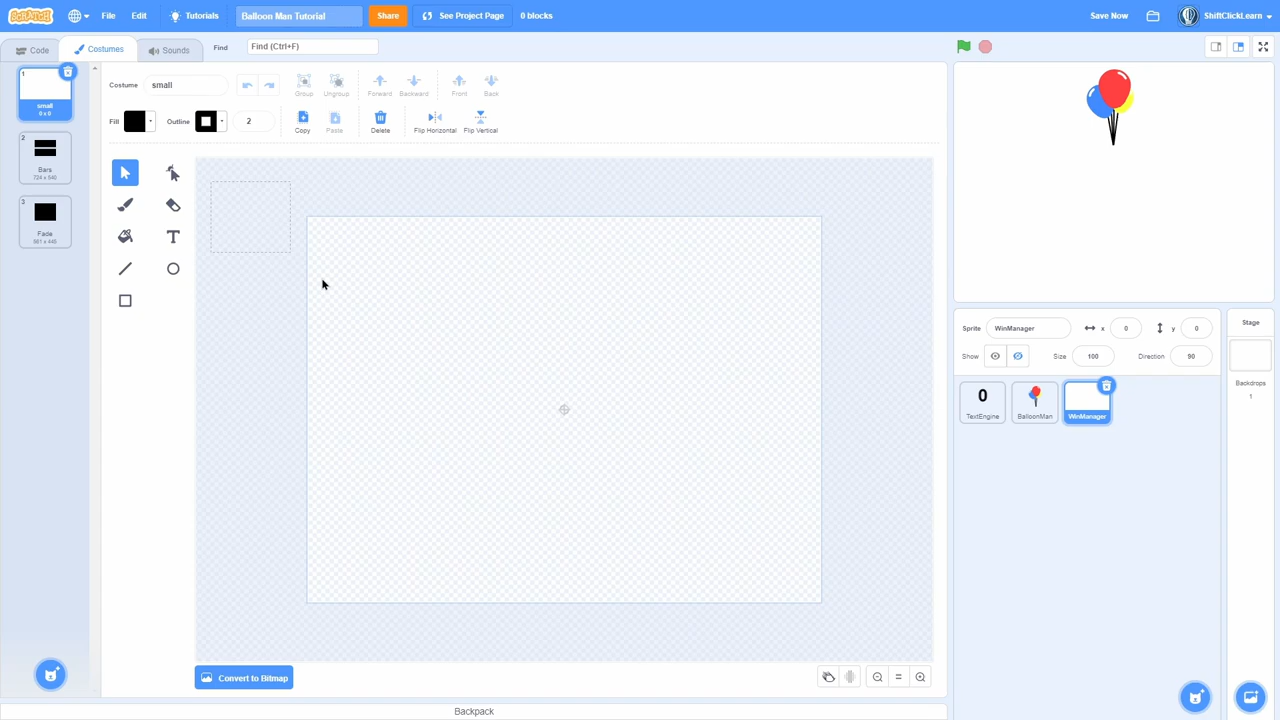 SCRATCH File Edit Tutorials Balloon Man Tutorial Share See Project Page 0 blocks Save Now ShiftClickLearn
Code Costumes Sounds Find Find (Ctrl+F)
Costume small Group Ungroup Forward Backward Front Back
Fill Outline 2 Copy Paste Delete Flip Horizontal Flip Vertical
1
small
0 x 0
2
Bars
724 x 540
3
Fade
981 x 446
Convert to Bitmap
Backpack
Sprite WinManager x 0 y 0
Show Size 100 Direction 90
0
TextEngine BalloonMan WinManager
Stage
Backdrops
1